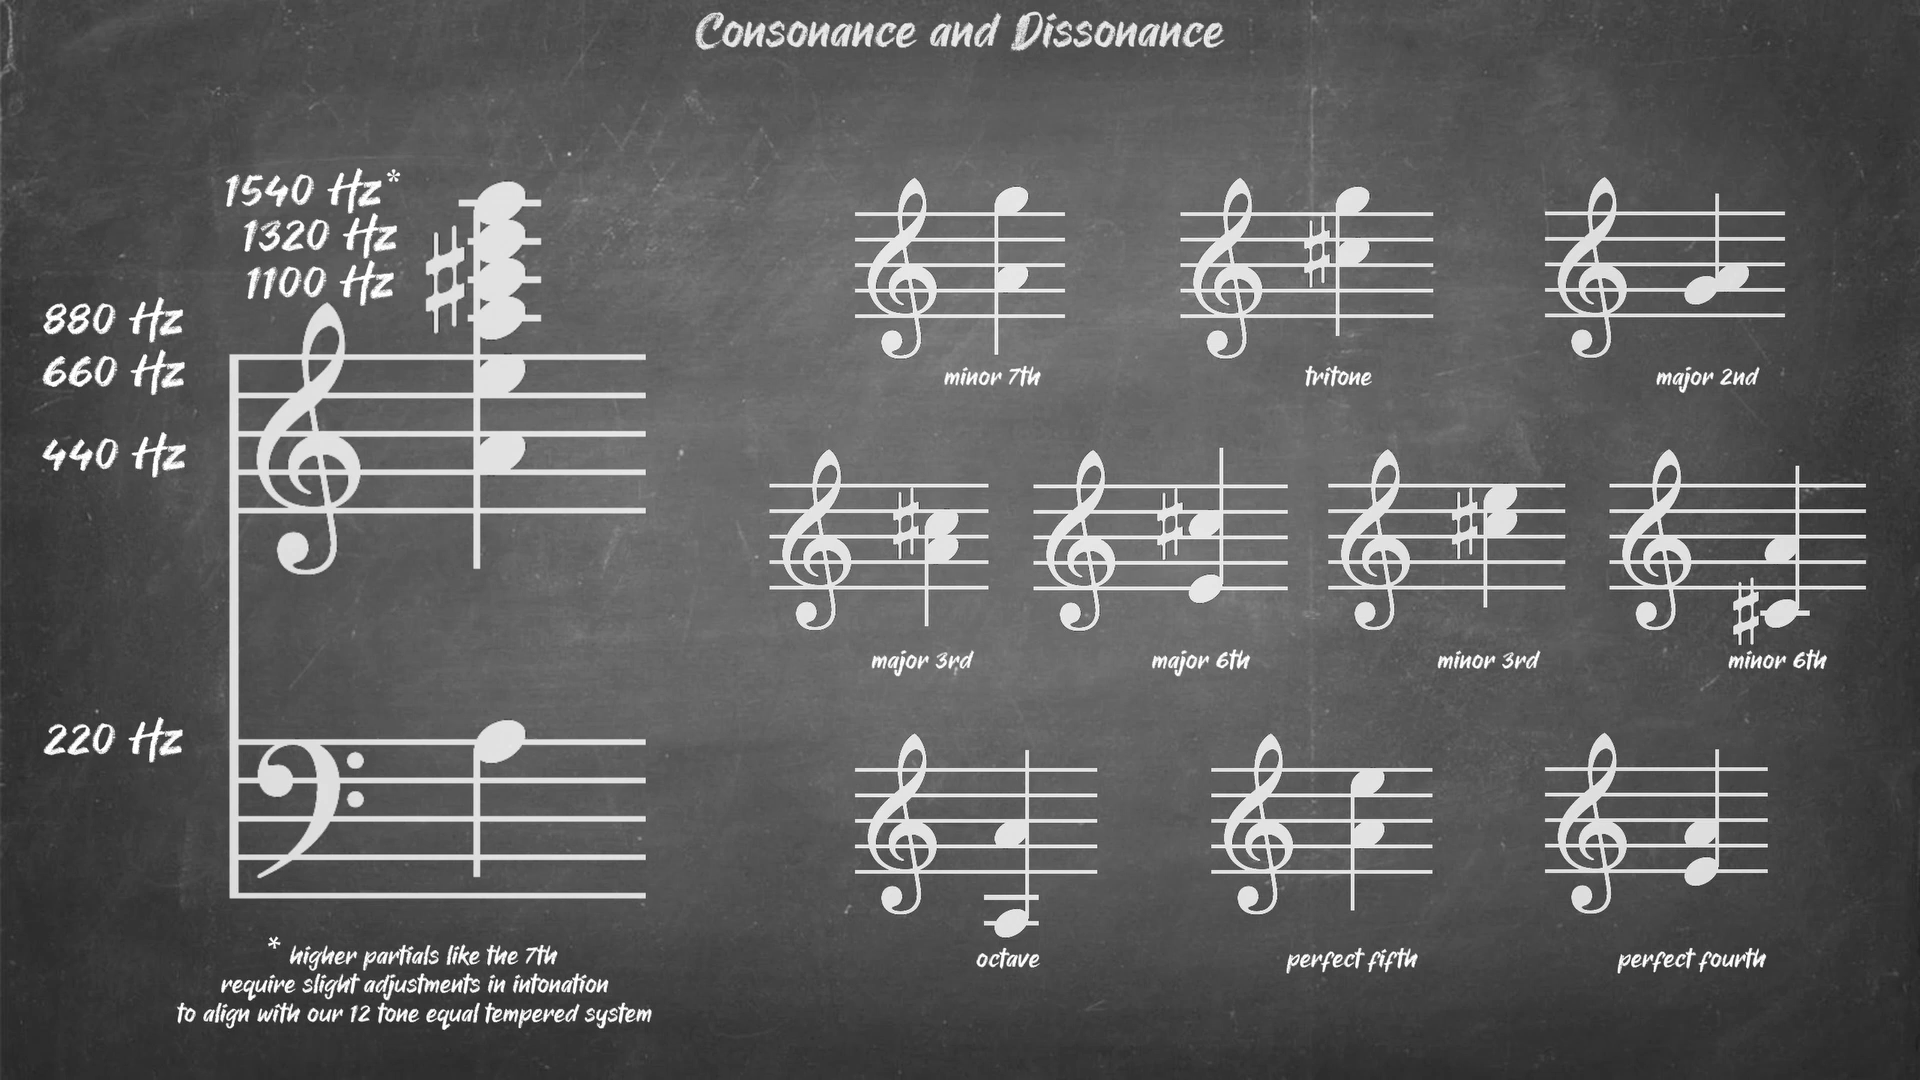 Consonance and Dissonance
1540 Hz*
1320 Hz
1100 Hz
880 Hz
660 Hz
440 Hz
220 Hz
* higher partials like the 7th
require slight adjustments in intonation
to align with our 12 tone equal tempered system
minor 7th
tritone
major 2nd
major 3rd
major 6th
minor 3rd
minor 6th
octave
perfect fifth
perfect fourth